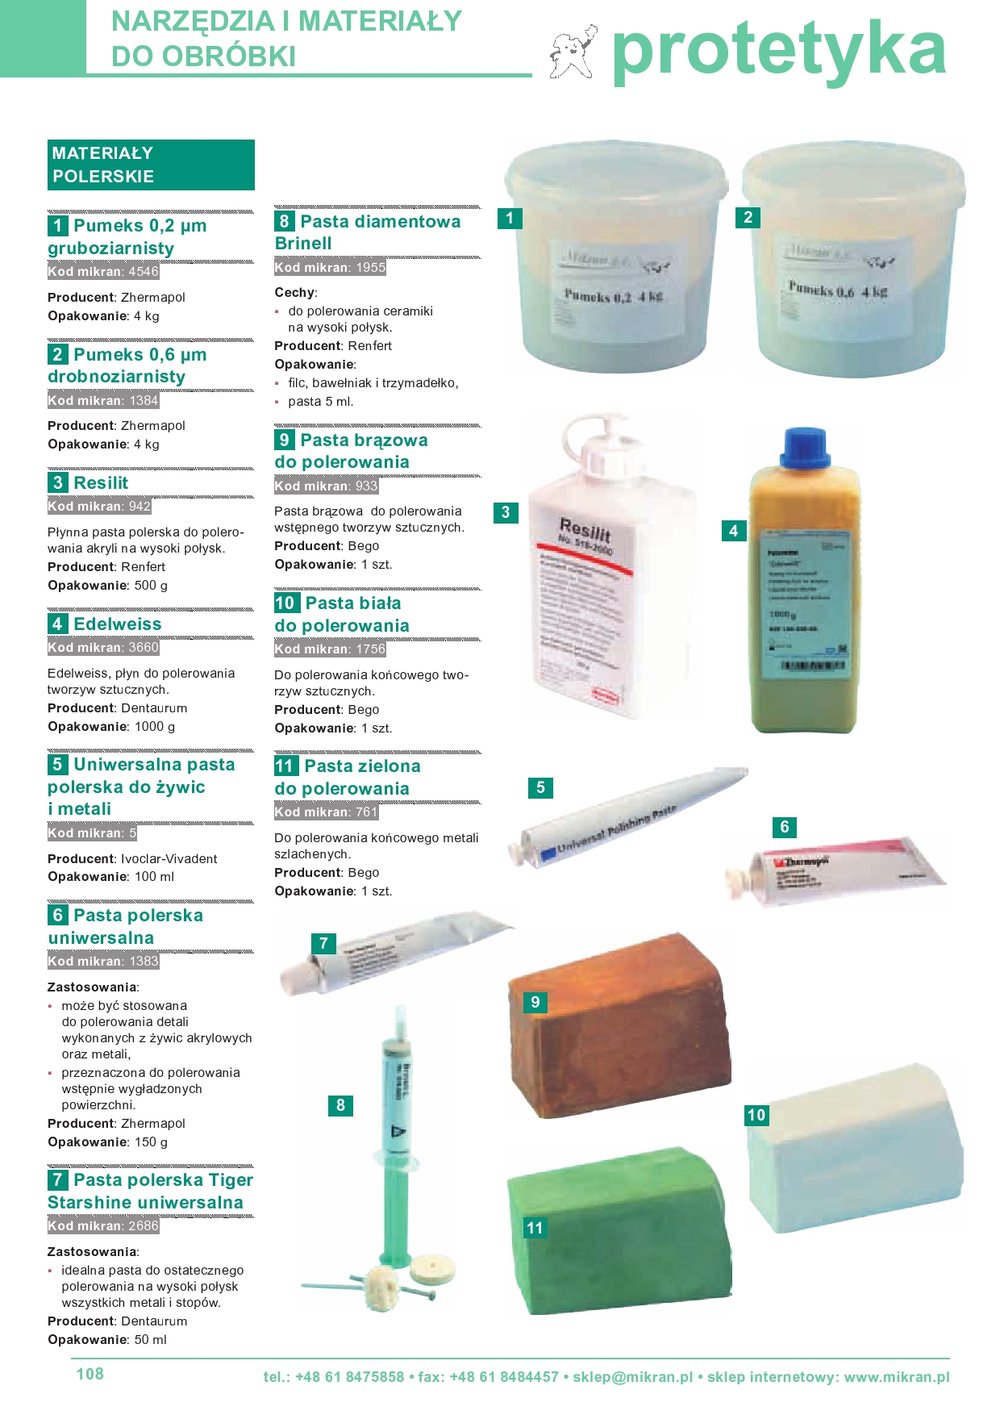 NARZĘDZIA I MATERIAŁY
DO OBRÓBKI
protetyka
MATERIAŁY
POLERSKIE
1 Pumeks 0,2 µm
gruboziarnisty
Kod mikran: 4546
Producent: Zhermapol
Opakowanie: 4 kg
2 Pumeks 0,6 µm
drobnoziarnisty
Kod mikran: 1384
Producent: Zhermapol
Opakowanie: 4 kg
3 Resilit
Kod mikran: 942
Płynna pasta polerska do polero-
wania akryli na wysoki połysk.
Producent: Renfert
Opakowanie: 500 g
4 Edelweiss
Kod mikran: 3660
Edelweiss, płyn do polerowania
tworzyw sztucznych.
Producent: Dentaurum
Opakowanie: 1000 g
5 Uniwersalna pasta
polerska do żywic
i metali
Kod mikran: 5
Producent: Ivoclar-Vivadent
Opakowanie: 100 ml
6 Pasta polerska
uniwersalna
Kod mikran: 1383
Zastosowania:
• może być stosowana
do polerowania detali
wykonanych z żywic akrylowych
oraz metali,
• przeznaczona do polerowania
wstępnie wygładzonych
powierzchni.
Producent: Zhermapol
Opakowanie: 150 g
7 Pasta polerska Tiger
Starshine uniwersalna
Kod mikran: 2686
Zastosowania:
• idealna pasta do ostatecznego
polerowania na wysoki połysk
wszystkich metali i stopów.
Producent: Dentaurum
Opakowanie: 50 ml
8 Pasta diamentowa
Brinell
Kod mikran: 1955
Cechy:
• do polerowania ceramiki
na wysoki połysk.
Producent: Renfert
Opakowanie:
• filc, bawełniak i trzymadełko,
• pasta 5 ml.
9 Pasta brązowa
do polerowania
Kod mikran: 933
Pasta brązowa do polerowania
wstępnego tworzyw sztucznych.
Producent: Bego
Opakowanie: 1 szt.
10 Pasta biała
do polerowania
Kod mikran: 1756
Do polerowania końcowego two-
rzyw sztucznych.
Producent: Bego
Opakowanie: 1 szt.
11 Pasta zielona
do polerowania
Kod mikran: 761
Do polerowania końcowego metali
szlachenych.
Producent: Bego
Opakowanie: 1 szt.
1
Mikran s.c.
Pumeks 0,2 4 kg
2
Mikran s.c.
Pumeks 0,6 4 kg
3
Resilit
No. 518-2000
4
"Edelweiß"
1000 g
5
Universal Polishing Paste
6
Zhermapol
7
8
9
10
11
108
tel.: +48 61 8475858 • fax: +48 61 8484457 • sklep@mikran.pl • sklep internetowy: www.mikran.pl